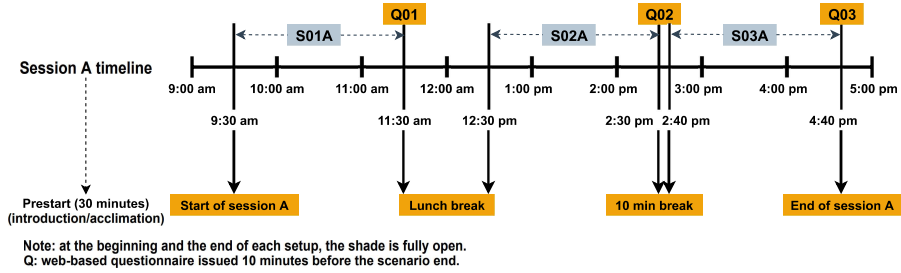 Q01 Q02 Q03
S01A S02A S03A
Session A timeline
9:00 am 10:00 am 11:00 am 12:00 am 1:00 pm 2:00 pm 3:00 pm 4:00 pm 5:00 pm
9:30 am 11:30 am 12:30 pm 2:30 pm 2:40 pm 4:40 pm
Prestart (30 minutes)
(introduction/acclimation)
Start of session A Lunch break 10 min break End of session A
Note: at the beginning and the end of each setup, the shade is fully open.
Q: web-based questionnaire issued 10 minutes before the scenario end.